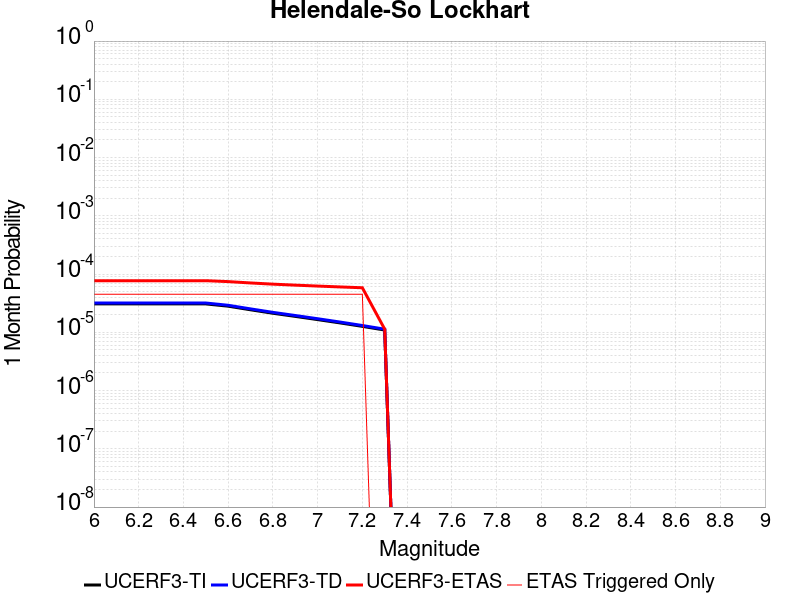 Helendale-So Lockhart
10^0
10^-1
10^-2
10^-3
10^-4
10^-5
10^-6
10^-7
10^-8
1 Month Probability
6 6.2 6.4 6.6 6.8 7 7.2 7.4 7.6 7.8 8 8.2 8.4 8.6 8.8 9
Magnitude
UCERF3-TI UCERF3-TD UCERF3-ETAS ETAS Triggered Only